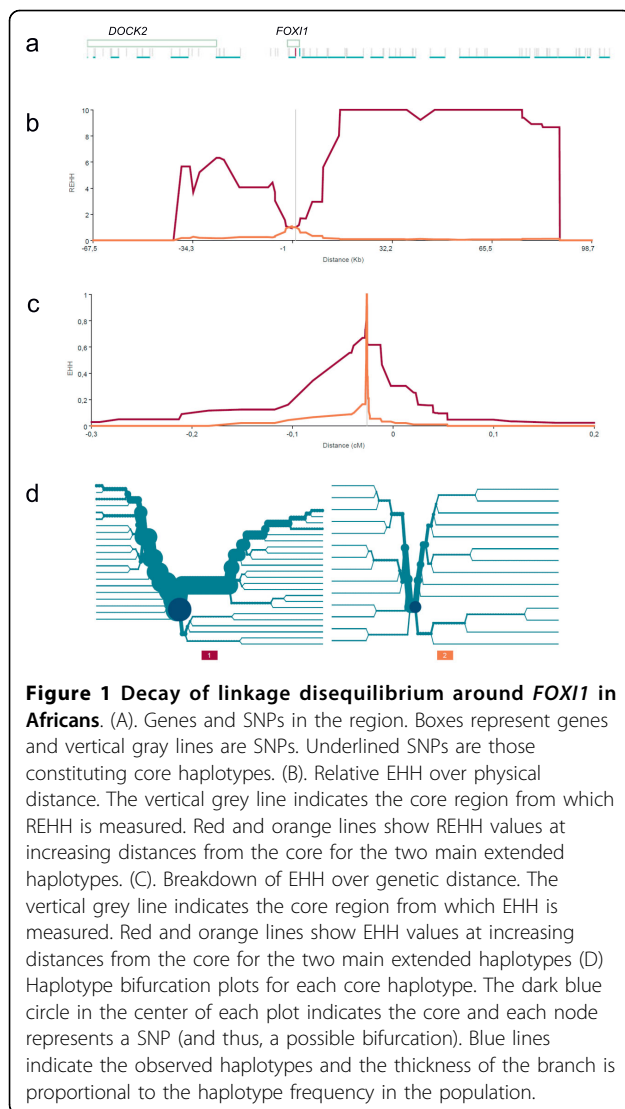 a
DOCK2
FOXI1
b
10
8
6
4
2
0
REHH
-67,5
-34,3
-1
32,2
65,5
98,7
Distance (Kb)
c
1
0,8
0,6
0,4
0,2
0
EHH
-0,3
-0,2
-0,1
0
0,1
0,2
Distance (cM)
d
1
2
Figure 1 Decay of linkage disequilibrium around FOXI1 in
Africans. (A). Genes and SNPs in the region. Boxes represent genes
and vertical gray lines are SNPs. Underlined SNPs are those
constituting core haplotypes. (B). Relative EHH over physical
distance. The vertical grey line indicates the core region from which
REHH is measured. Red and orange lines show REHH values at
increasing distances from the core for the two main extended
haplotypes. (C). Breakdown of EHH over genetic distance. The
vertical grey line indicates the core region from which EHH is
measured. Red and orange lines show EHH values at increasing
distances from the core for the two main extended haplotypes (D)
Haplotype bifurcation plots for each core haplotype. The dark blue
circle in the center of each plot indicates the core and each node
represents a SNP (and thus, a possible bifurcation). Blue lines
indicate the observed haplotypes and the thickness of the branch is
proportional to the haplotype frequency in the population.